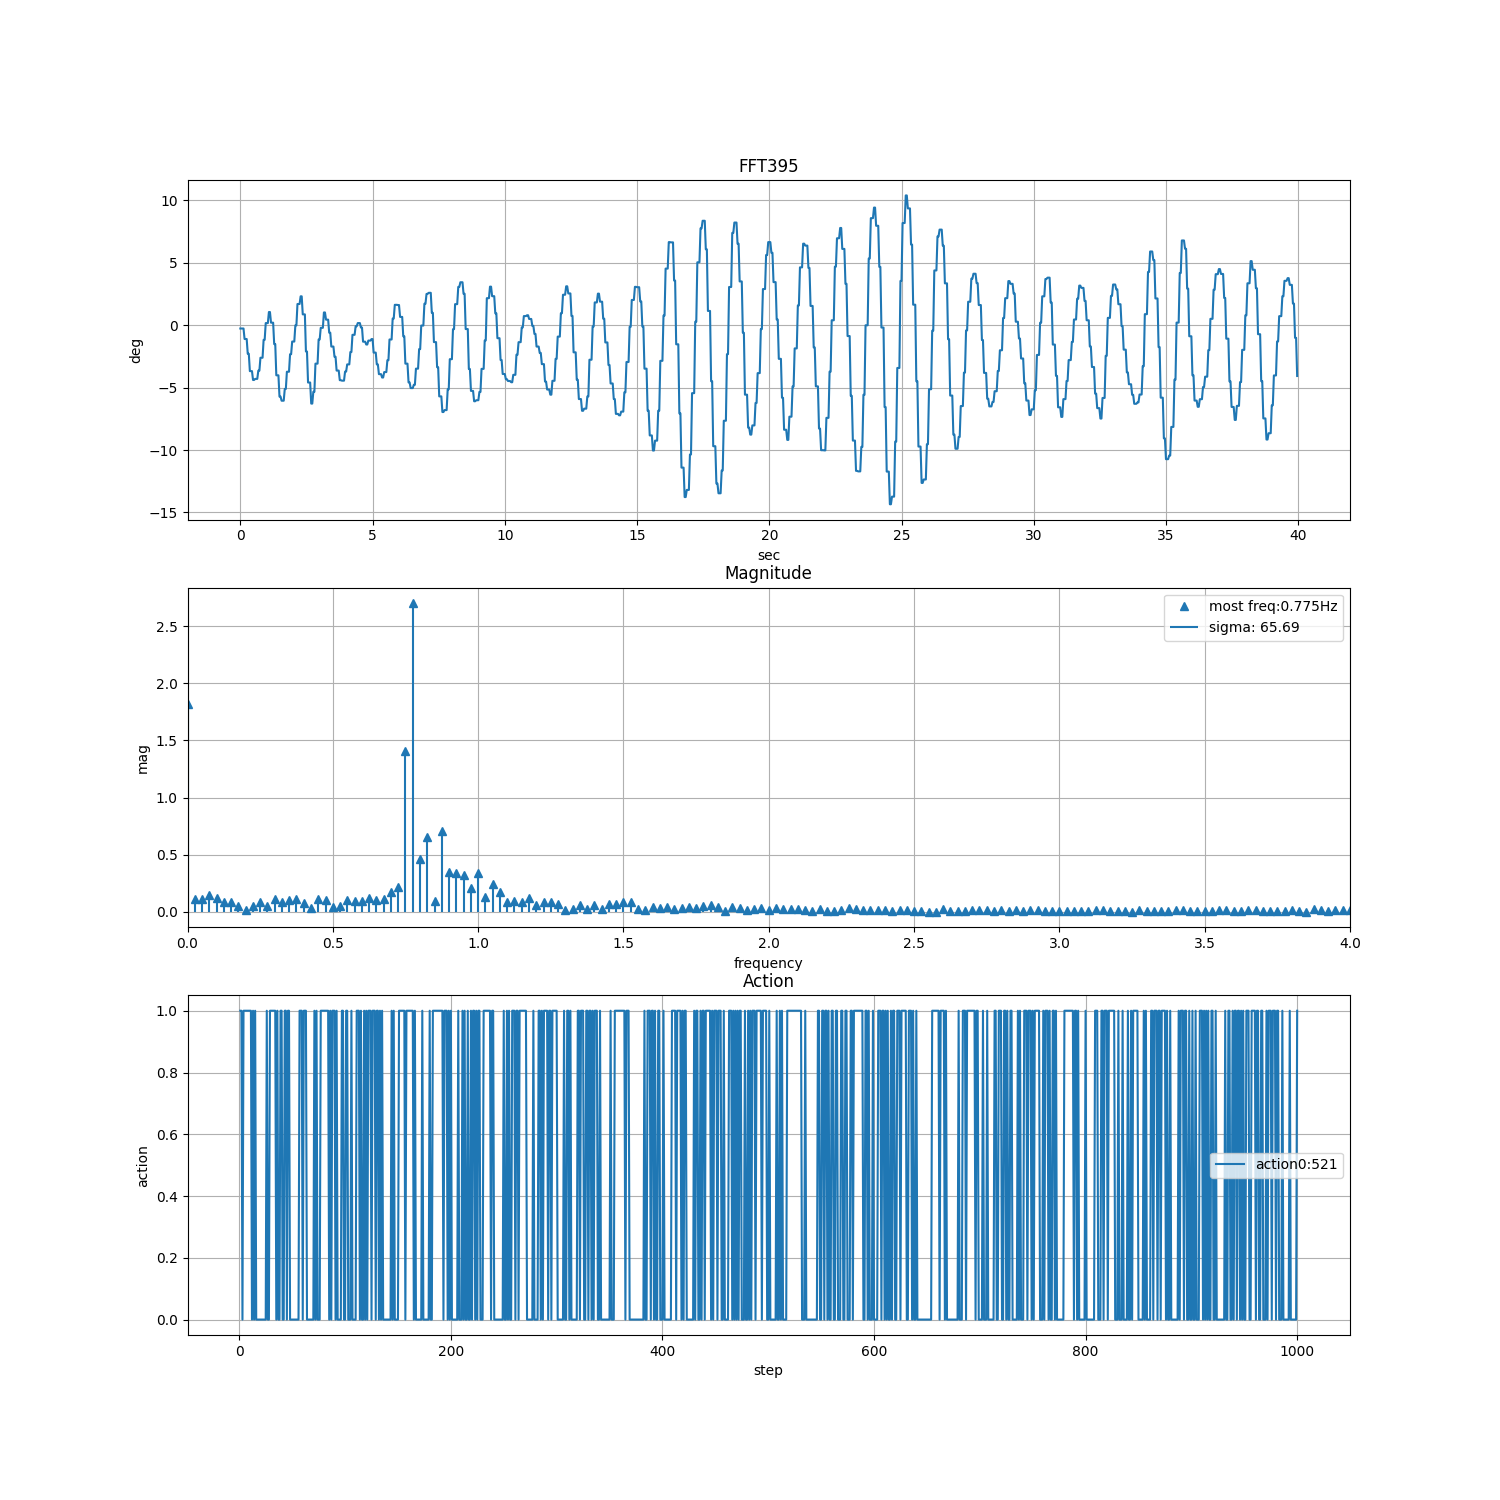 FFT395
deg
10
5
0
−5
−10
−15
0 5 10 15 20 25 30 35 40
sec
Magnitude
mag
most freq:0.775Hz
sigma: 65.69
2.5
2.0
1.5
1.0
0.5
0.0
0.0 0.5 1.0 1.5 2.0 2.5 3.0 3.5 4.0
frequency
Action
action
1.0
0.8
0.6
action0:521
0.4
0.2
0.0
0 200 400 600 800 1000
step